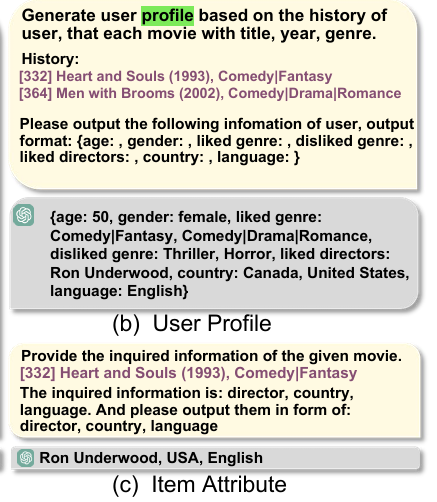 Generate user profile based on the history of
user, that each movie with title, year, genre.
History:
[332] Heart and Souls (1993), Comedy|Fantasy
[364] Men with Brooms (2002), Comedy|Drama|Romance
Please output the following infomation of user, output
format: {age: , gender: , liked genre: , disliked genre: ,
liked directors: , country: , language: }
{age: 50, gender: female, liked genre:
Comedy|Fantasy, Comedy|Drama|Romance,
disliked genre: Thriller, Horror, liked directors:
Ron Underwood, country: Canada, United States,
language: English}
(b) User Profile
Provide the inquired information of the given movie.
[332] Heart and Souls (1993), Comedy|Fantasy
The inquired information is: director, country,
language. And please output them in form of:
director, country, language
Ron Underwood, USA, English
(c) Item Attribute